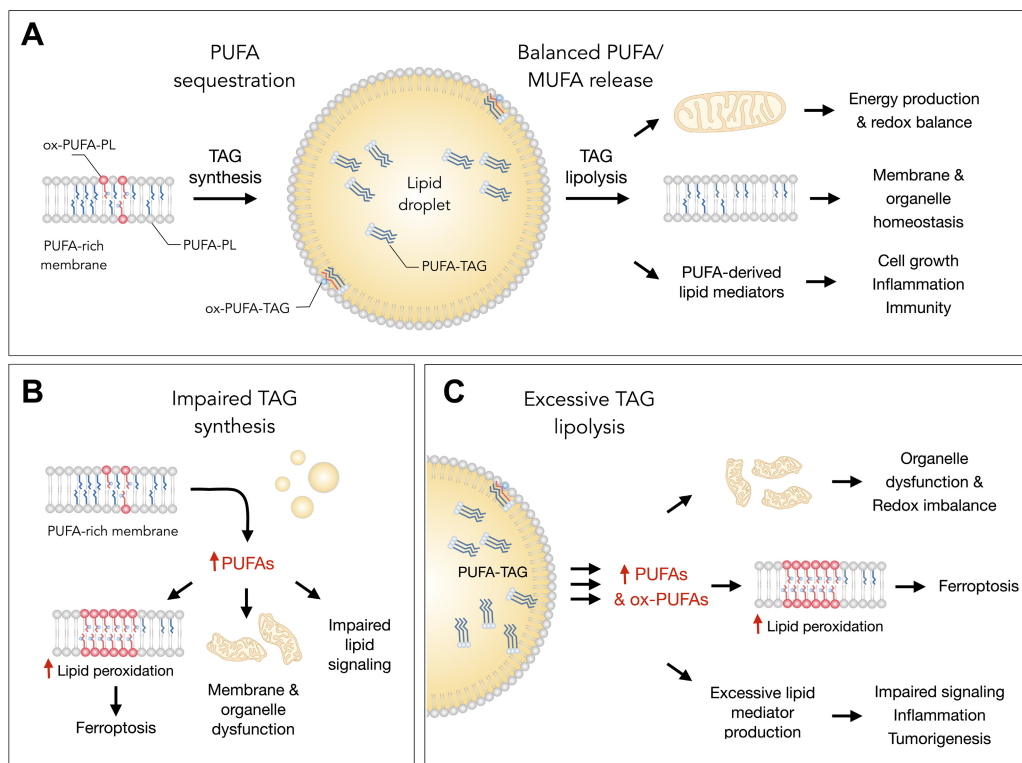 A
PUFA
sequestration
Balanced PUFA/
MUFA release
ox-PUFA-PL
TAG
synthesis
PUFA-rich
membrane
PUFA-PL
Lipid
droplet
PUFA-TAG
ox-PUFA-TAG
TAG
lipolysis
Energy production
& redox balance
Membrane &
organelle
homeostasis
PUFA-derived
lipid mediators
Cell growth
Inflammation
Immunity
B
Impaired TAG
synthesis
PUFA-rich membrane
PUFAs
Lipid peroxidation
Ferroptosis
Membrane &
organelle
dysfunction
Impaired
lipid
signaling
C
Excessive TAG
lipolysis
PUFA-TAG
PUFAs
& ox-PUFAs
Organelle
dysfunction &
Redox imbalance
Lipid peroxidation
Ferroptosis
Excessive lipid
mediator
production
Impaired signaling
Inflammation
Tumorigenesis